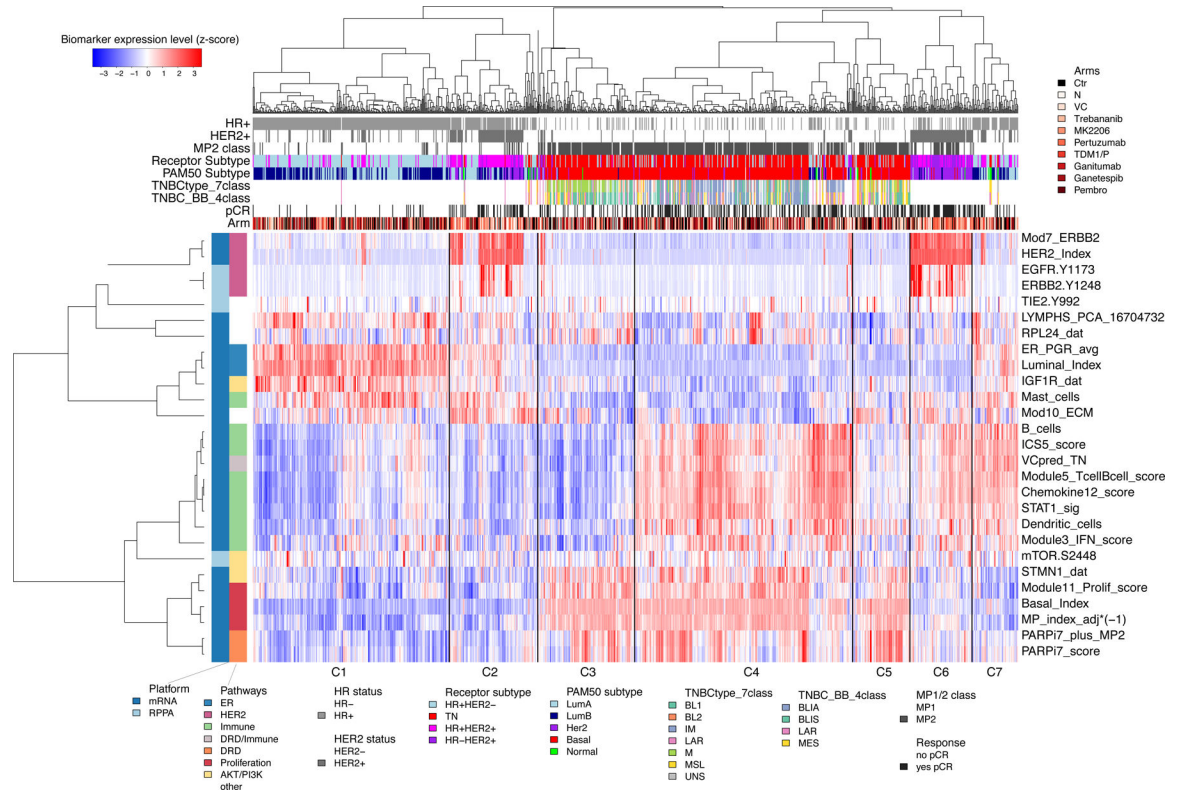 Biomarker expression level (z-score)
−3 −2 −1 0 1 2 3
Arms
Ctr
N
VC
Trebananib
MK2206
Pertuzumab
TDM1/P
Ganitumab
Ganetespib
Pembro
HR+
HER2+
MP2 class
Receptor Subtype
PAM50 Subtype
TNBCtype_7class
TNBC_BB_4class
pCR
Arm
Mod7_ERBB2
HER2_Index
EGFR.Y1173
ERBB2.Y1248
TIE2.Y992
LYMPHS_PCA_16704732
RPL24_dat
ER_PGR_avg
Luminal_Index
IGF1R_dat
Mast_cells
Mod10_ECM
B_cells
ICS5_score
VCpred_TN
Module5_TcellBcell_score
Chemokine12_score
STAT1_sig
Dendritic_cells
Module3_IFN_score
mTOR.S2448
STMN1_dat
Module11_Prolif_score
Basal_Index
MP_index_adj*(−1)
PARPi7_plus_MP2
PARPi7_score
C1 C2 C3 C4 C5 C6 C7
Platform
mRNA
RPPA
Pathways
ER
HER2
Immune
DRD/Immune
DRD
Proliferation
AKT/PI3K
other
HR status
HR−
HR+
HER2 status
HER2−
HER2+
Receptor subtype
HR+HER2−
TN
HR+HER2+
HR−HER2+
PAM50 subtype
LumA
LumB
Her2
Basal
Normal
TNBCtype_7class
BL1
BL2
IM
LAR
M
MSL
UNS
TNBC_BB_4class
BLIA
BLIS
LAR
MES
MP1/2 class
MP1
MP2
Response
no pCR
yes pCR